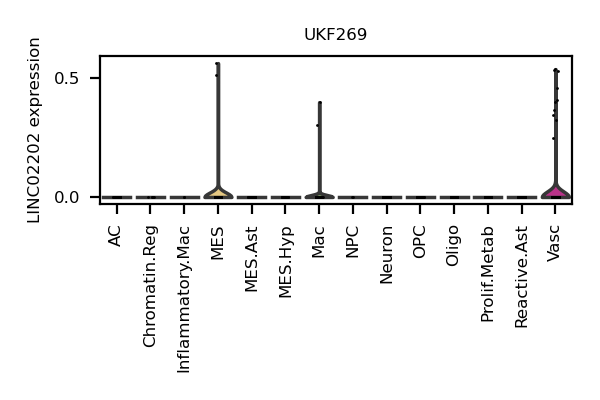 UKF269
LINC02202 expression
0.5
0.0
AC
Chromatin.Reg
Inflammatory.Mac
MES
MES.Ast
MES.Hyp
Mac
NPC
Neuron
OPC
Oligo
Prolif.Metab
Reactive.Ast
Vasc